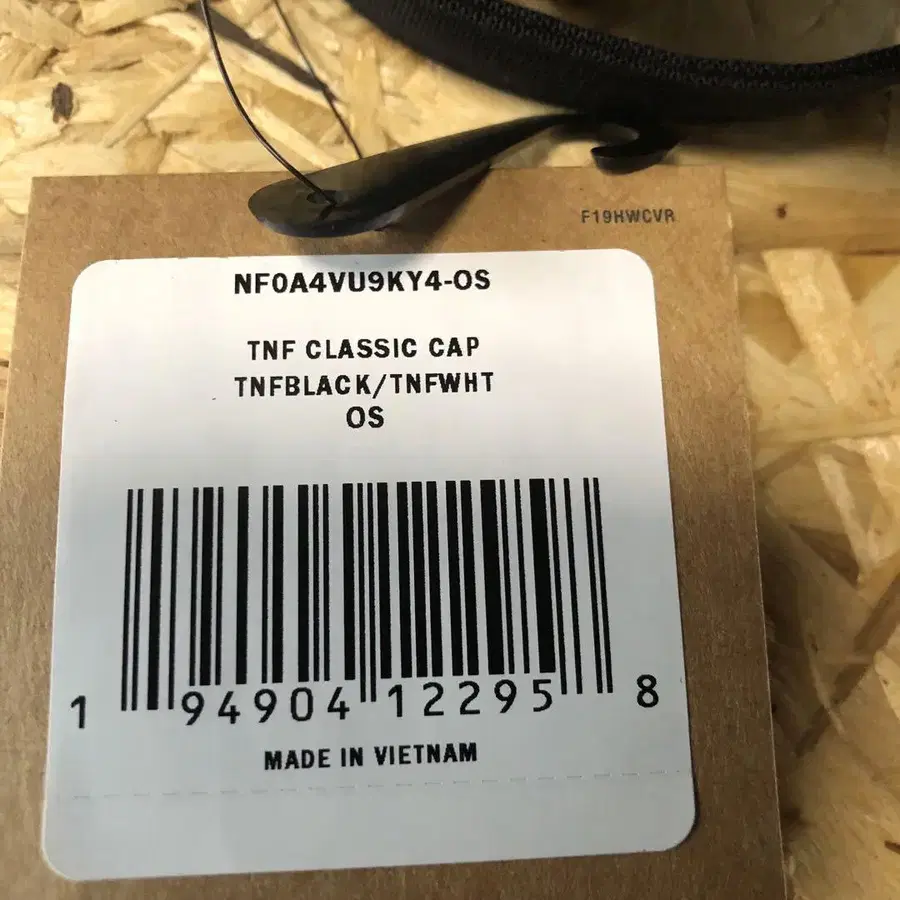 F19HWCVR
NF0A4VU9KY4-OS
TNF CLASSIC CAP
TNFBLACK/TNFWHT
OS
1 94904 12295 8
MADE IN VIETNAM